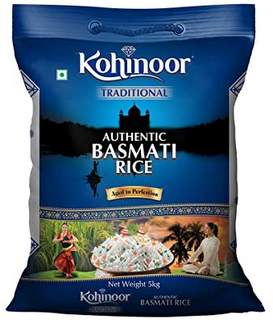 Kohinoor
TRADITIONAL
AUTHENTIC
BASMATI
RICE
Aged to Perfection
Net Weight 5kg
Kohinoor AUTHENTIC
BASMATI RICE